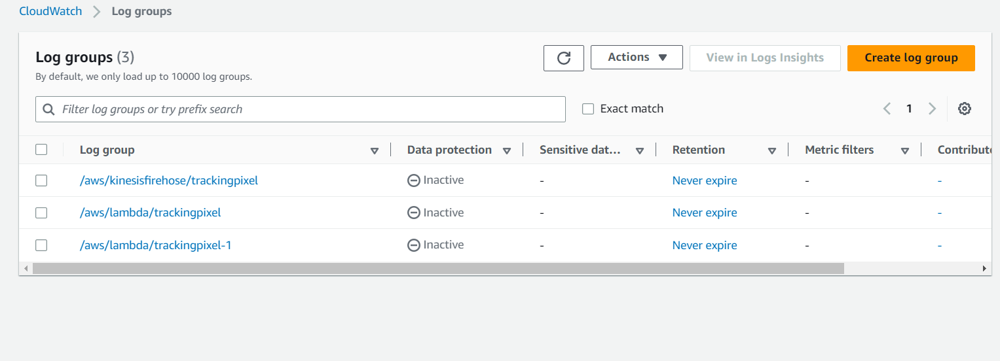 CloudWatch > Log groups
Log groups (3)
By default, we only load up to 10000 log groups.
Actions
View in Logs Insights
Create log group
Filter log groups or try prefix search
Exact match
1
Log group Data protection Sensitive dat... Retention Metric filters Contribut
/aws/kinesisfirehose/trackingpixel Inactive - Never expire - -
/aws/lambda/trackingpixel Inactive - Never expire - -
/aws/lambda/trackingpixel-1 Inactive - Never expire - -